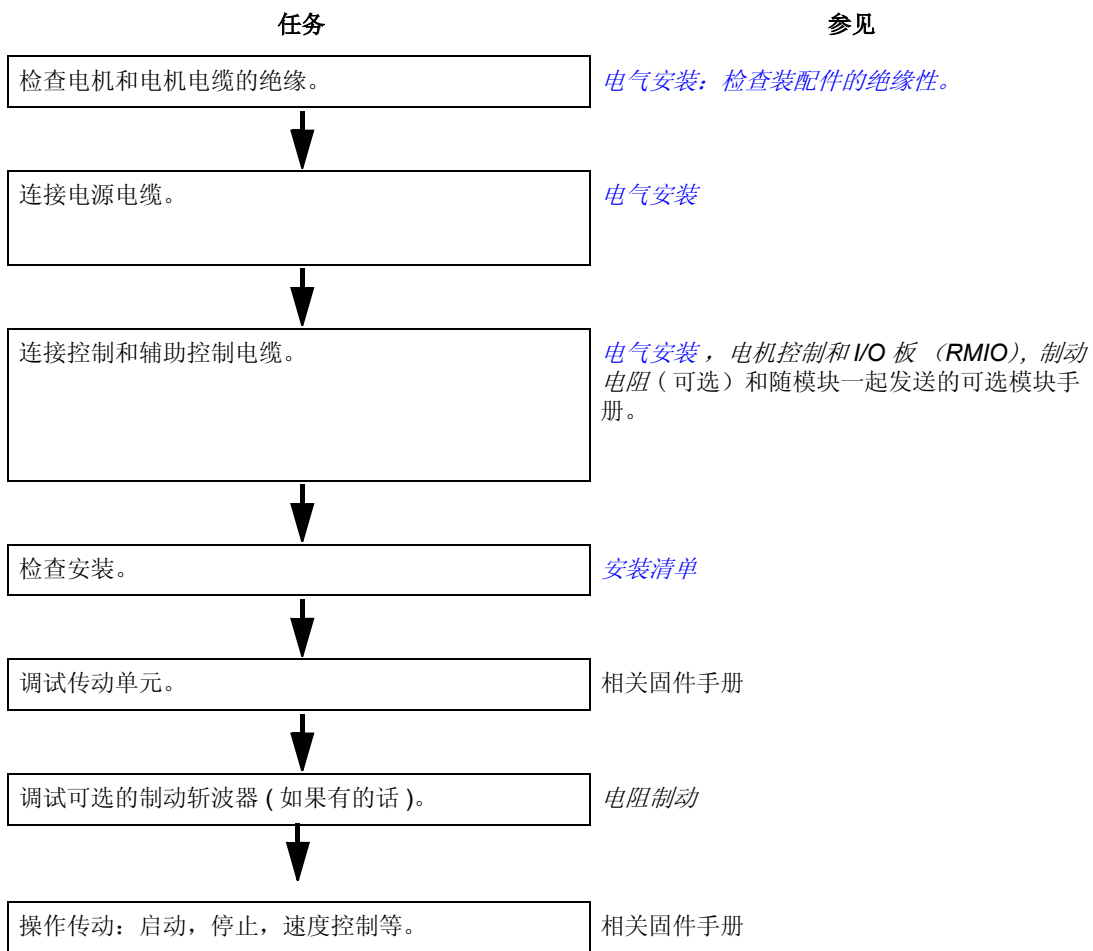 任务 参见
检查电机和电机电缆的绝缘。 电气安装：检查装配件的绝缘性。
连接电源电缆。 电气安装
连接控制和辅助控制电缆。 电气安装 ，电机控制和 I/O 板 （RMIO), 制动
电阻 ( 可选）和随模块一起发送的可选模块手
册。
检查安装。 安装清单
调试传动单元。 相关固件手册
调试可选的制动斩波器 ( 如果有的话 )。 电阻制动
操作传动：启动，停止，速度控制等。 相关固件手册